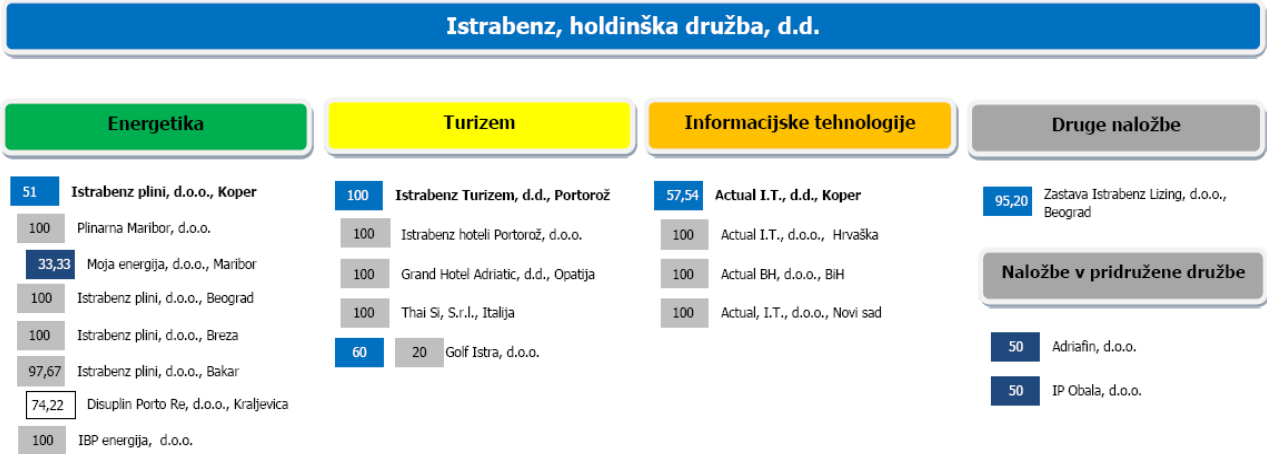 Istrabenz, holdinška družba, d.d.
Energetika
51 Istrabenz plini, d.o.o., Koper
100 Plinarna Maribor, d.o.o.
33,33 Moja energija, d.o.o., Maribor
100 Istrabenz plini, d.o.o., Beograd
100 Istrabenz plini, d.o.o., Breza
97,67 Istrabenz plini, d.o.o., Bakar
74,22 Disuplin Porto Re, d.o.o., Kraljevica
100 IBP energija, d.o.o.
Turizem
100 Istrabenz Turizem, d.d., Portorož
100 Istrabenz hoteli Portorož, d.o.o.
100 Grand Hotel Adriatic, d.d., Opatija
100 Thai Si, S.r.l., Italija
60 20 Golf Istra, d.o.o.
Informacijske tehnologije
57,54 Actual I.T., d.d., Koper
100 Actual I.T., d.o.o., Hrvaška
100 Actual BH, d.o.o., BiH
100 Actual, I.T., d.o.o., Novi sad
Druge naložbe
95,20 Zastava Istrabenz Lizing, d.o.o.,
Beograd
Naložbe v pridružene družbe
50 Adriafin, d.o.o.
50 IP Obala, d.o.o.